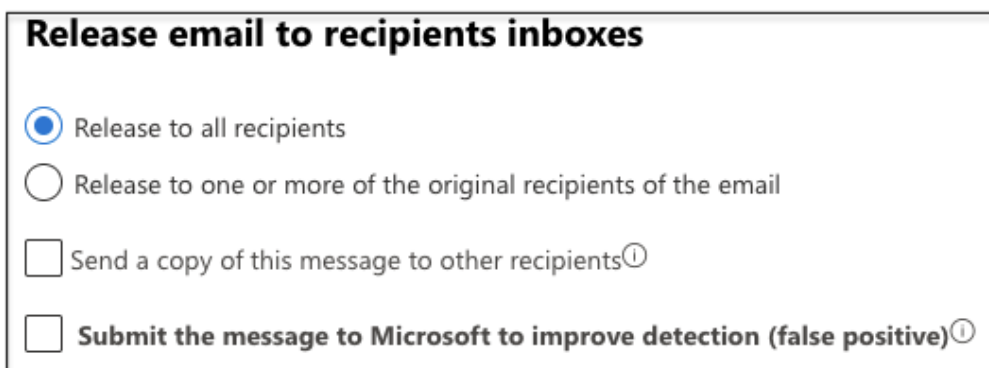 Release email to recipients inboxes
Release to all recipients
Release to one or more of the original recipients of the email
Send a copy of this message to other recipients
Submit the message to Microsoft to improve detection (false positive)